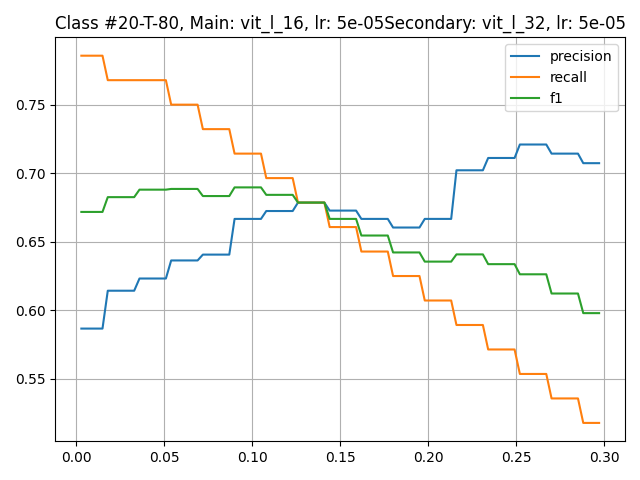 Class #20-T-80, Main: vit_l_16, lr: 5e-05Secondary: vit_l_32, lr: 5e-05
precision
recall
f1
0.75
0.70
0.65
0.60
0.55
0.00 0.05 0.10 0.15 0.20 0.25 0.30